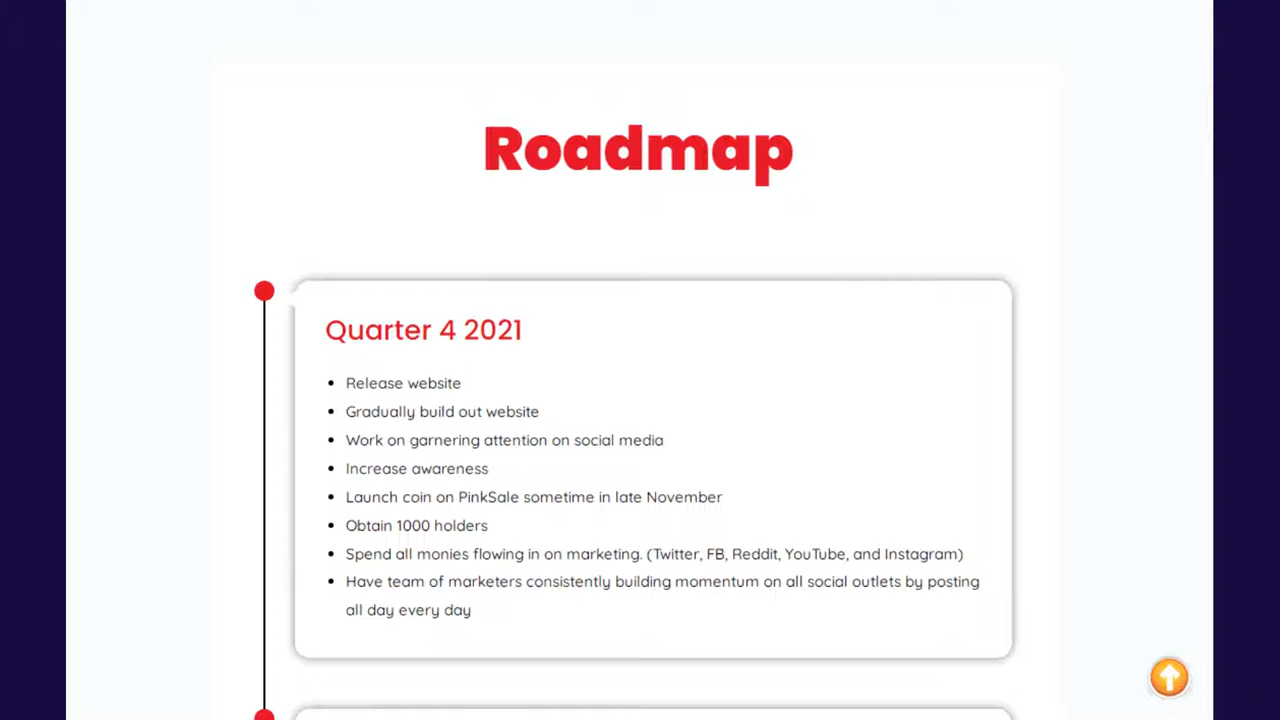 Roadmap
Quarter 4 2021
Release website
Gradually build out website
Work on garnering attention on social media
Increase awareness
Launch coin on PinkSale sometime in late November
Obtain 1000 holders
Spend all monies flowing in on marketing. (Twitter, FB, Reddit, YouTube, and Instagram)
Have team of marketers consistently building momentum on all social outlets by posting
all day every day